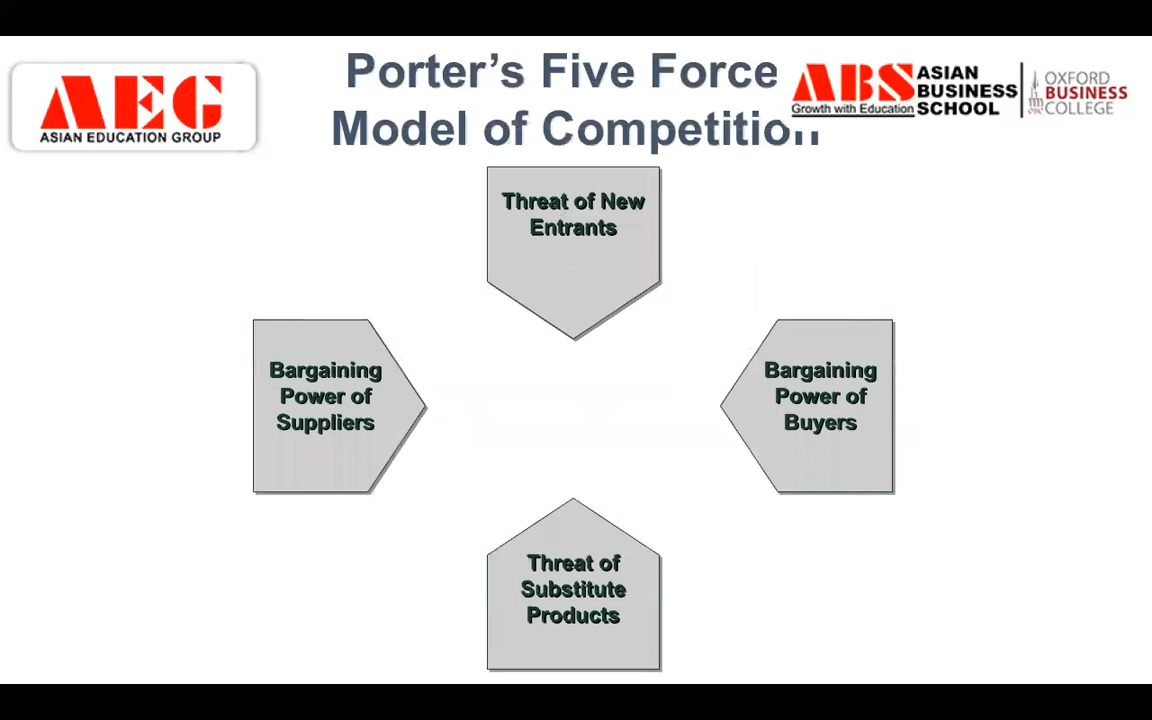 AEG
ASIAN EDUCATION GROUP
Porter's Five Force
Model of Competition
ABS
Growth with Education
ASIAN
BUSINESS
SCHOOL
OXFORD
BUSINESS
COLLEGE
Threat of New
Entrants
Bargaining
Power of
Suppliers
Bargaining
Power of
Buyers
Threat of
Substitute
Products